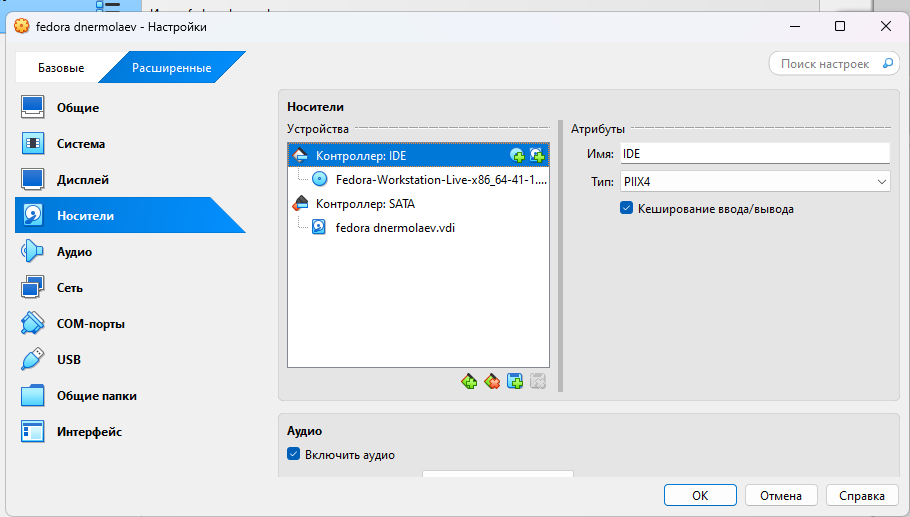 fedora dnermolaev - Настройки
Базовые
Расширенные
Поиск настроек
Общие
Система
Дисплей
Носители
Аудио
Сеть
COM-порты
USB
Общие папки
Интерфейс
Носители
Устройства
Контроллер: IDE
Fedora-Workstation-Live-x86_64-41-1....
Контроллер: SATA
fedora dnermolaev.vdi
Атрибуты
Имя: IDE
Тип: PIIX4
Кеширование ввода/вывода
Аудио
Включить аудио
OK
Отмена
Справка